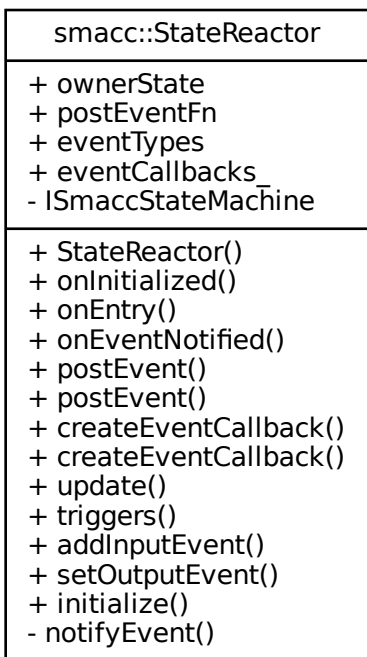 smacc::StateReactor
+ ownerState
+ postEventFn
+ eventTypes
+ eventCallbacks_
- ISmaccStateMachine
+ StateReactor()
+ onInitialized()
+ onEntry()
+ onEventNotified()
+ postEvent()
+ postEvent()
+ createEventCallback()
+ createEventCallback()
+ update()
+ triggers()
+ addInputEvent()
+ setOutputEvent()
+ initialize()
- notifyEvent()